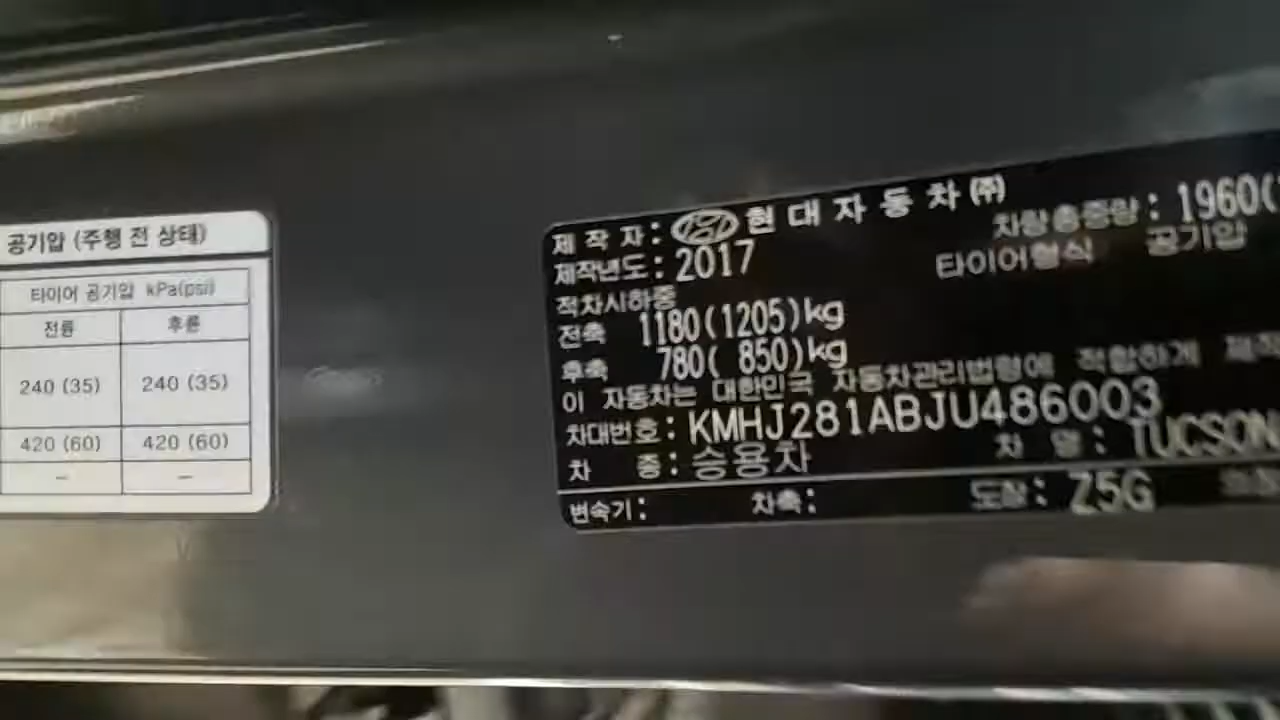 공기압 (주행 전 상태)
타이어 공기압 kPa(psi)
전륜 후륜
240 (35) 240 (35)
420 (60) 420 (60)
– –
제작자: 현대자동차㈜ 차량총중량: 1960(
제작년도: 2017 타이어형식 공기압
적차시하중
전축 1180(1205)kg
후축 780( 850)kg
이 자동차는 대한민국 자동차관리법령에 적합하게 제작
차대번호: KMHJ281ABJU486003
차 종: 승용차 차 명: TUCSON
변속기: 차축: 도장: Z5G